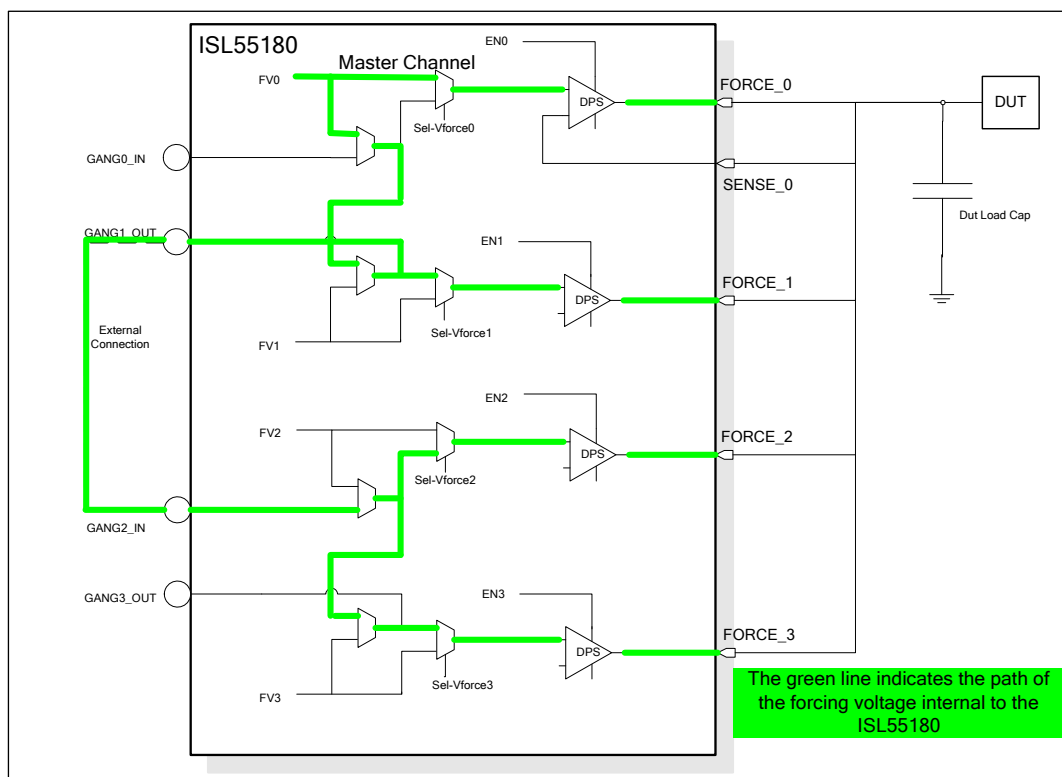 ISL55180
EN0
Master Channel
FV0
FORCE_0
DPS
DUT
Sel-Vforce0
GANG0_IN
SENSE_0
Dut Load Cap
GANG1_OUT
EN1
FORCE_1
DPS
External
Connection
Sel-Vforce1
FV1
EN2
FV2
FORCE_2
DPS
Sel-Vforce2
GANG2_IN
GANG3_OUT
EN3
FORCE_3
DPS
Sel-Vforce3
FV3
The green line indicates the path of
the forcing voltage internal to the
ISL55180